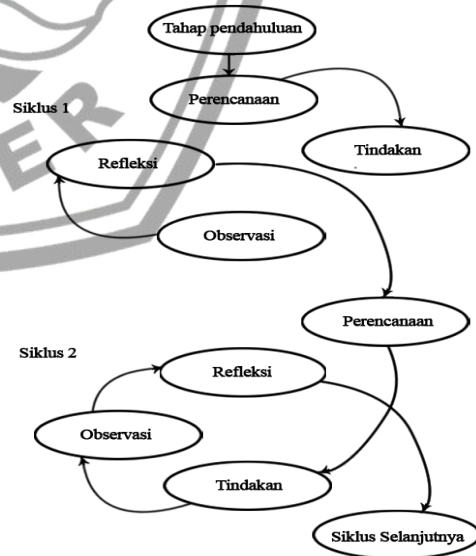 Tahap pendahuluan
Perencanaan
Siklus 1
Tindakan
Refleksi
Observasi
Perencanaan
Siklus 2
Refleksi
Observasi
Tindakan
Siklus Selanjutnya